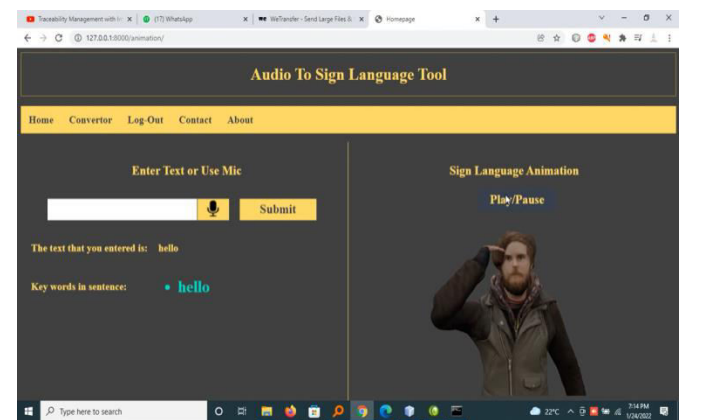 Traceability Management with In
(17) WhatsApp
WeTransfer - Send Large Files &
Homepage
127.0.0.1:8000/animation/
Audio To Sign Language Tool
Home Convertor Log-Out Contact About
Enter Text or Use Mic
Submit
The text that you entered is: hello
Key words in sentence:
• hello
Sign Language Animation
Play/Pause
Type here to search
22°C
2:14 PM
1/24/2022